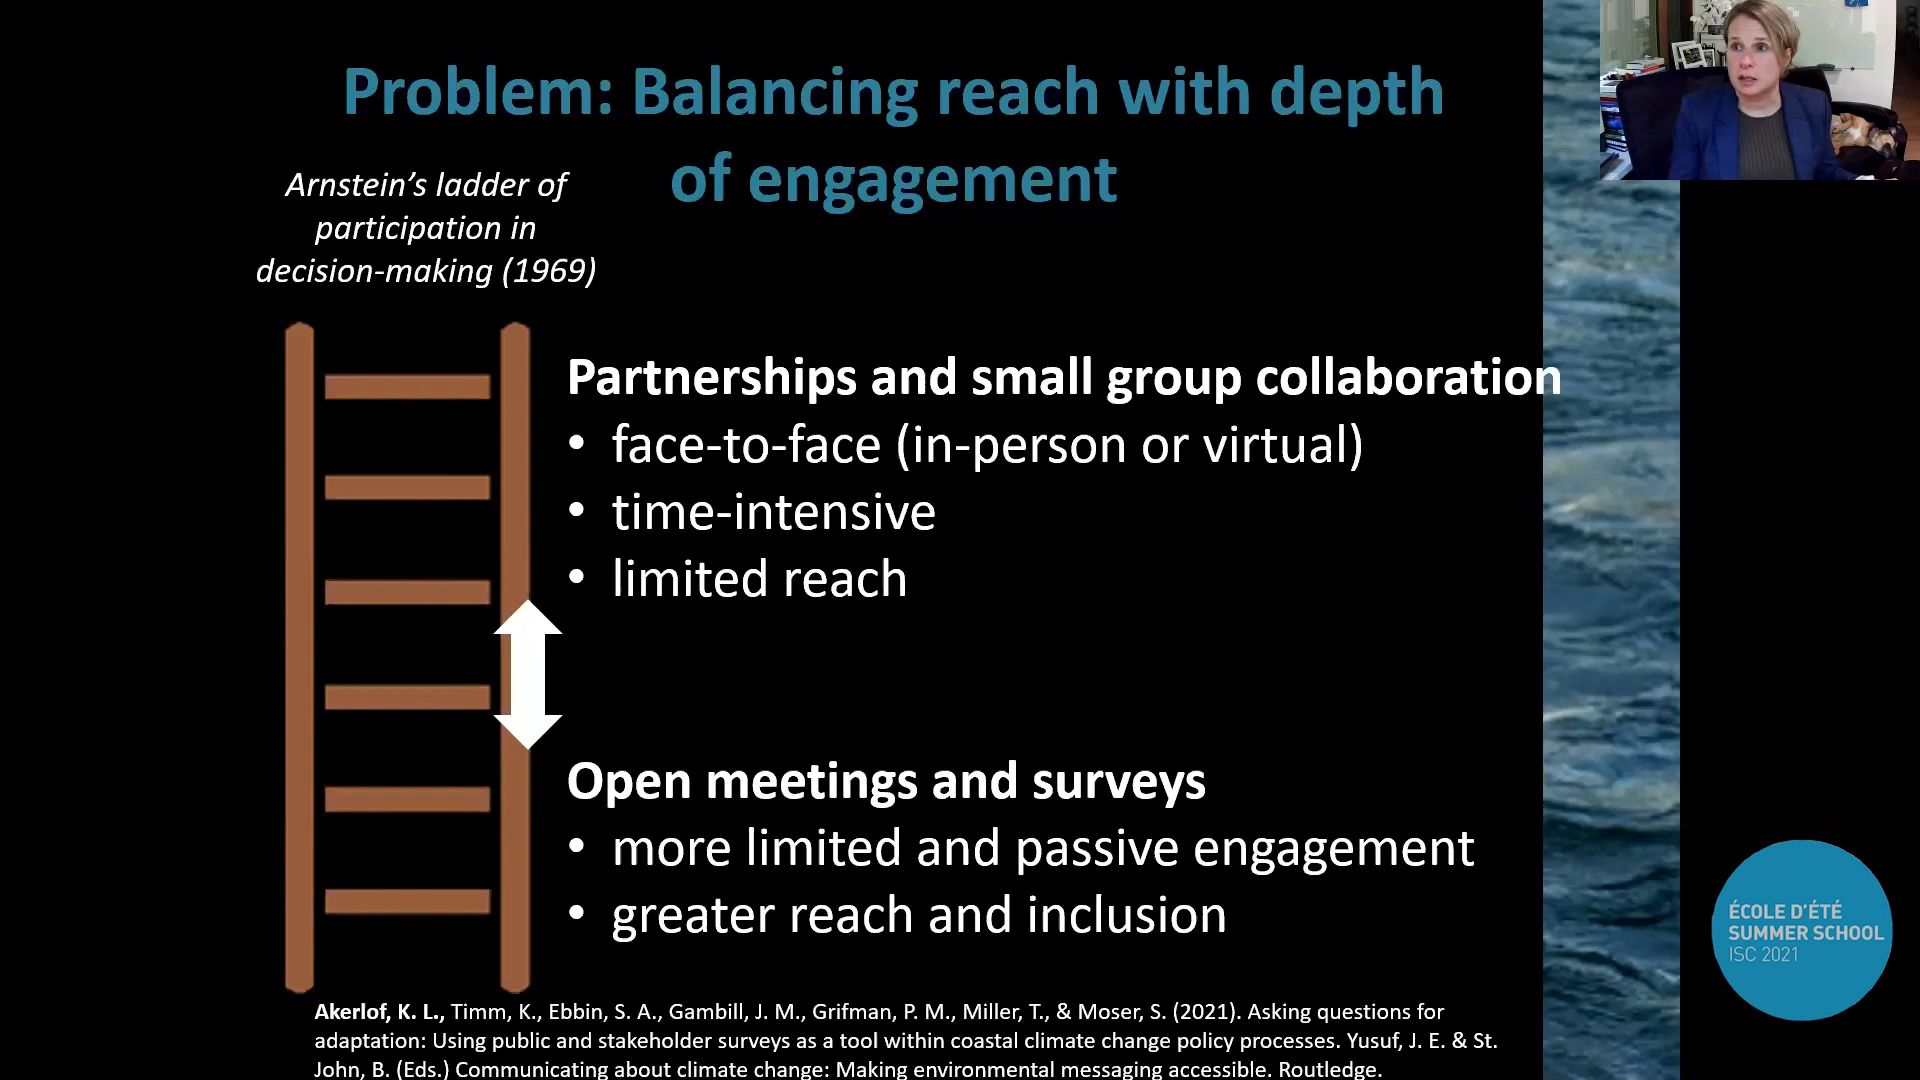 Problem: Balancing reach with depth
of engagement
Arnstein’s ladder of
participation in
decision-making (1969)
Partnerships and small group collaboration
• face-to-face (in-person or virtual)
• time-intensive
• limited reach
Open meetings and surveys
• more limited and passive engagement
• greater reach and inclusion
Akerlof, K. L., Timm, K., Ebbin, S. A., Gambill, J. M., Grifman, P. M., Miller, T., & Moser, S. (2021). Asking questions for
adaptation: Using public and stakeholder surveys as a tool within coastal climate change policy processes. Yusuf, J. E. & St.
John, B. (Eds.) Communicating about climate change: Making environmental messaging accessible. Routledge.
ÉCOLE D’ÉTÉ
SUMMER SCHOOL
ISC 2021